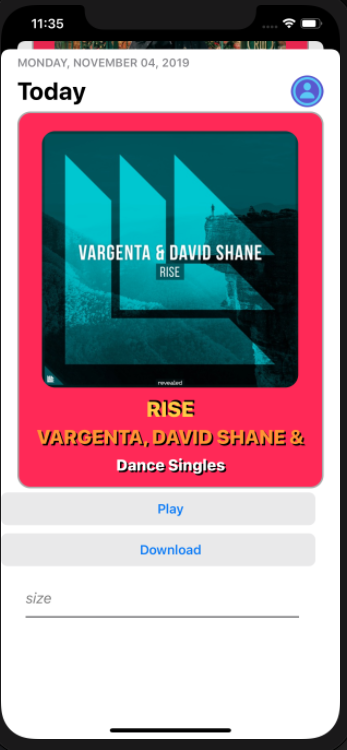 11:35
MONDAY, NOVEMBER 04, 2019
Today
VARGENTA & DAVID SHANE
RISE
revealed
RISE
VARGENTA, DAVID SHANE &
Dance Singles
Play
Download
size